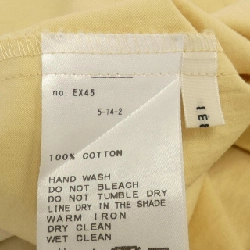 no. EX45
5-14-2
100% COTTON
HAND WASH
DO NOT BLEACH
DO NOT TUMBLE DRY
LINE DRY IN THE SHADE
WARM IRON
DRY CLEAN
WET CLEAN